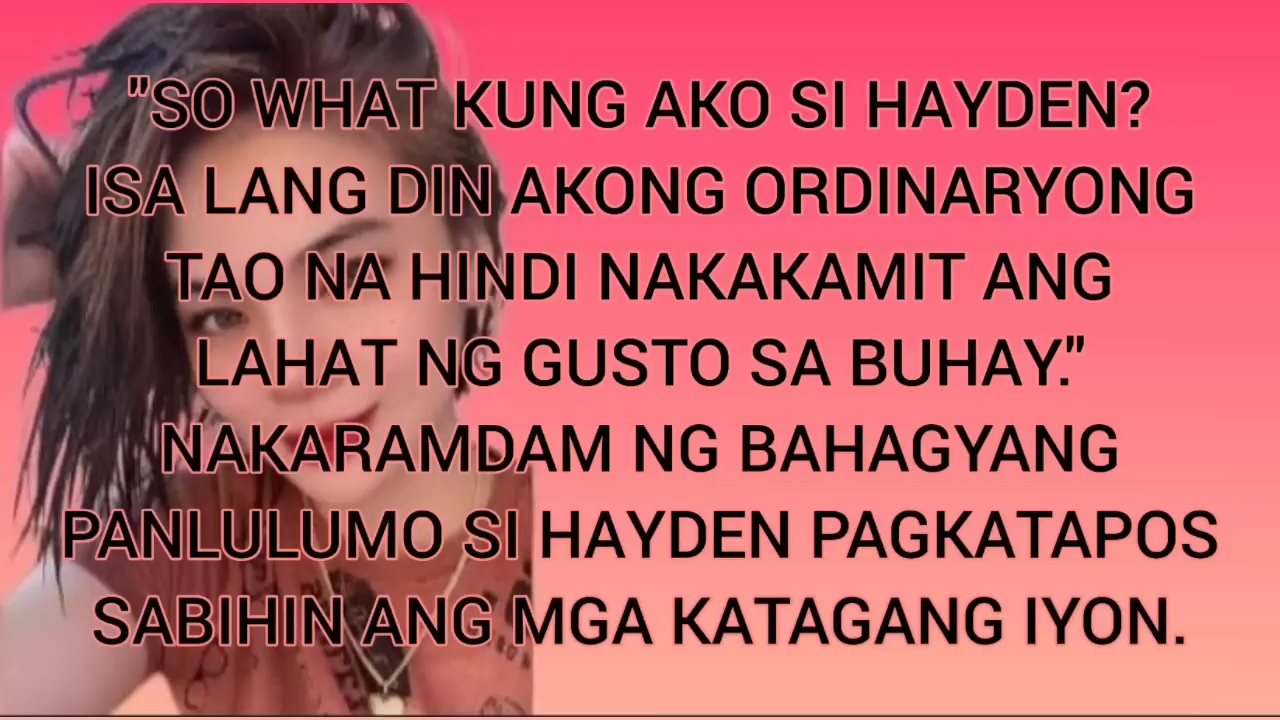 "SO WHAT KUNG AKO SI HAYDEN?
ISA LANG DIN AKONG ORDINARYONG
TAO NA HINDI NAKAKAMIT ANG
LAHAT NG GUSTO SA BUHAY."
NAKARAMDAM NG BAHAGYANG
PANLULUMO SI HAYDEN PAGKATAPOS
SABIHIN ANG MGA KATAGANG IYON.